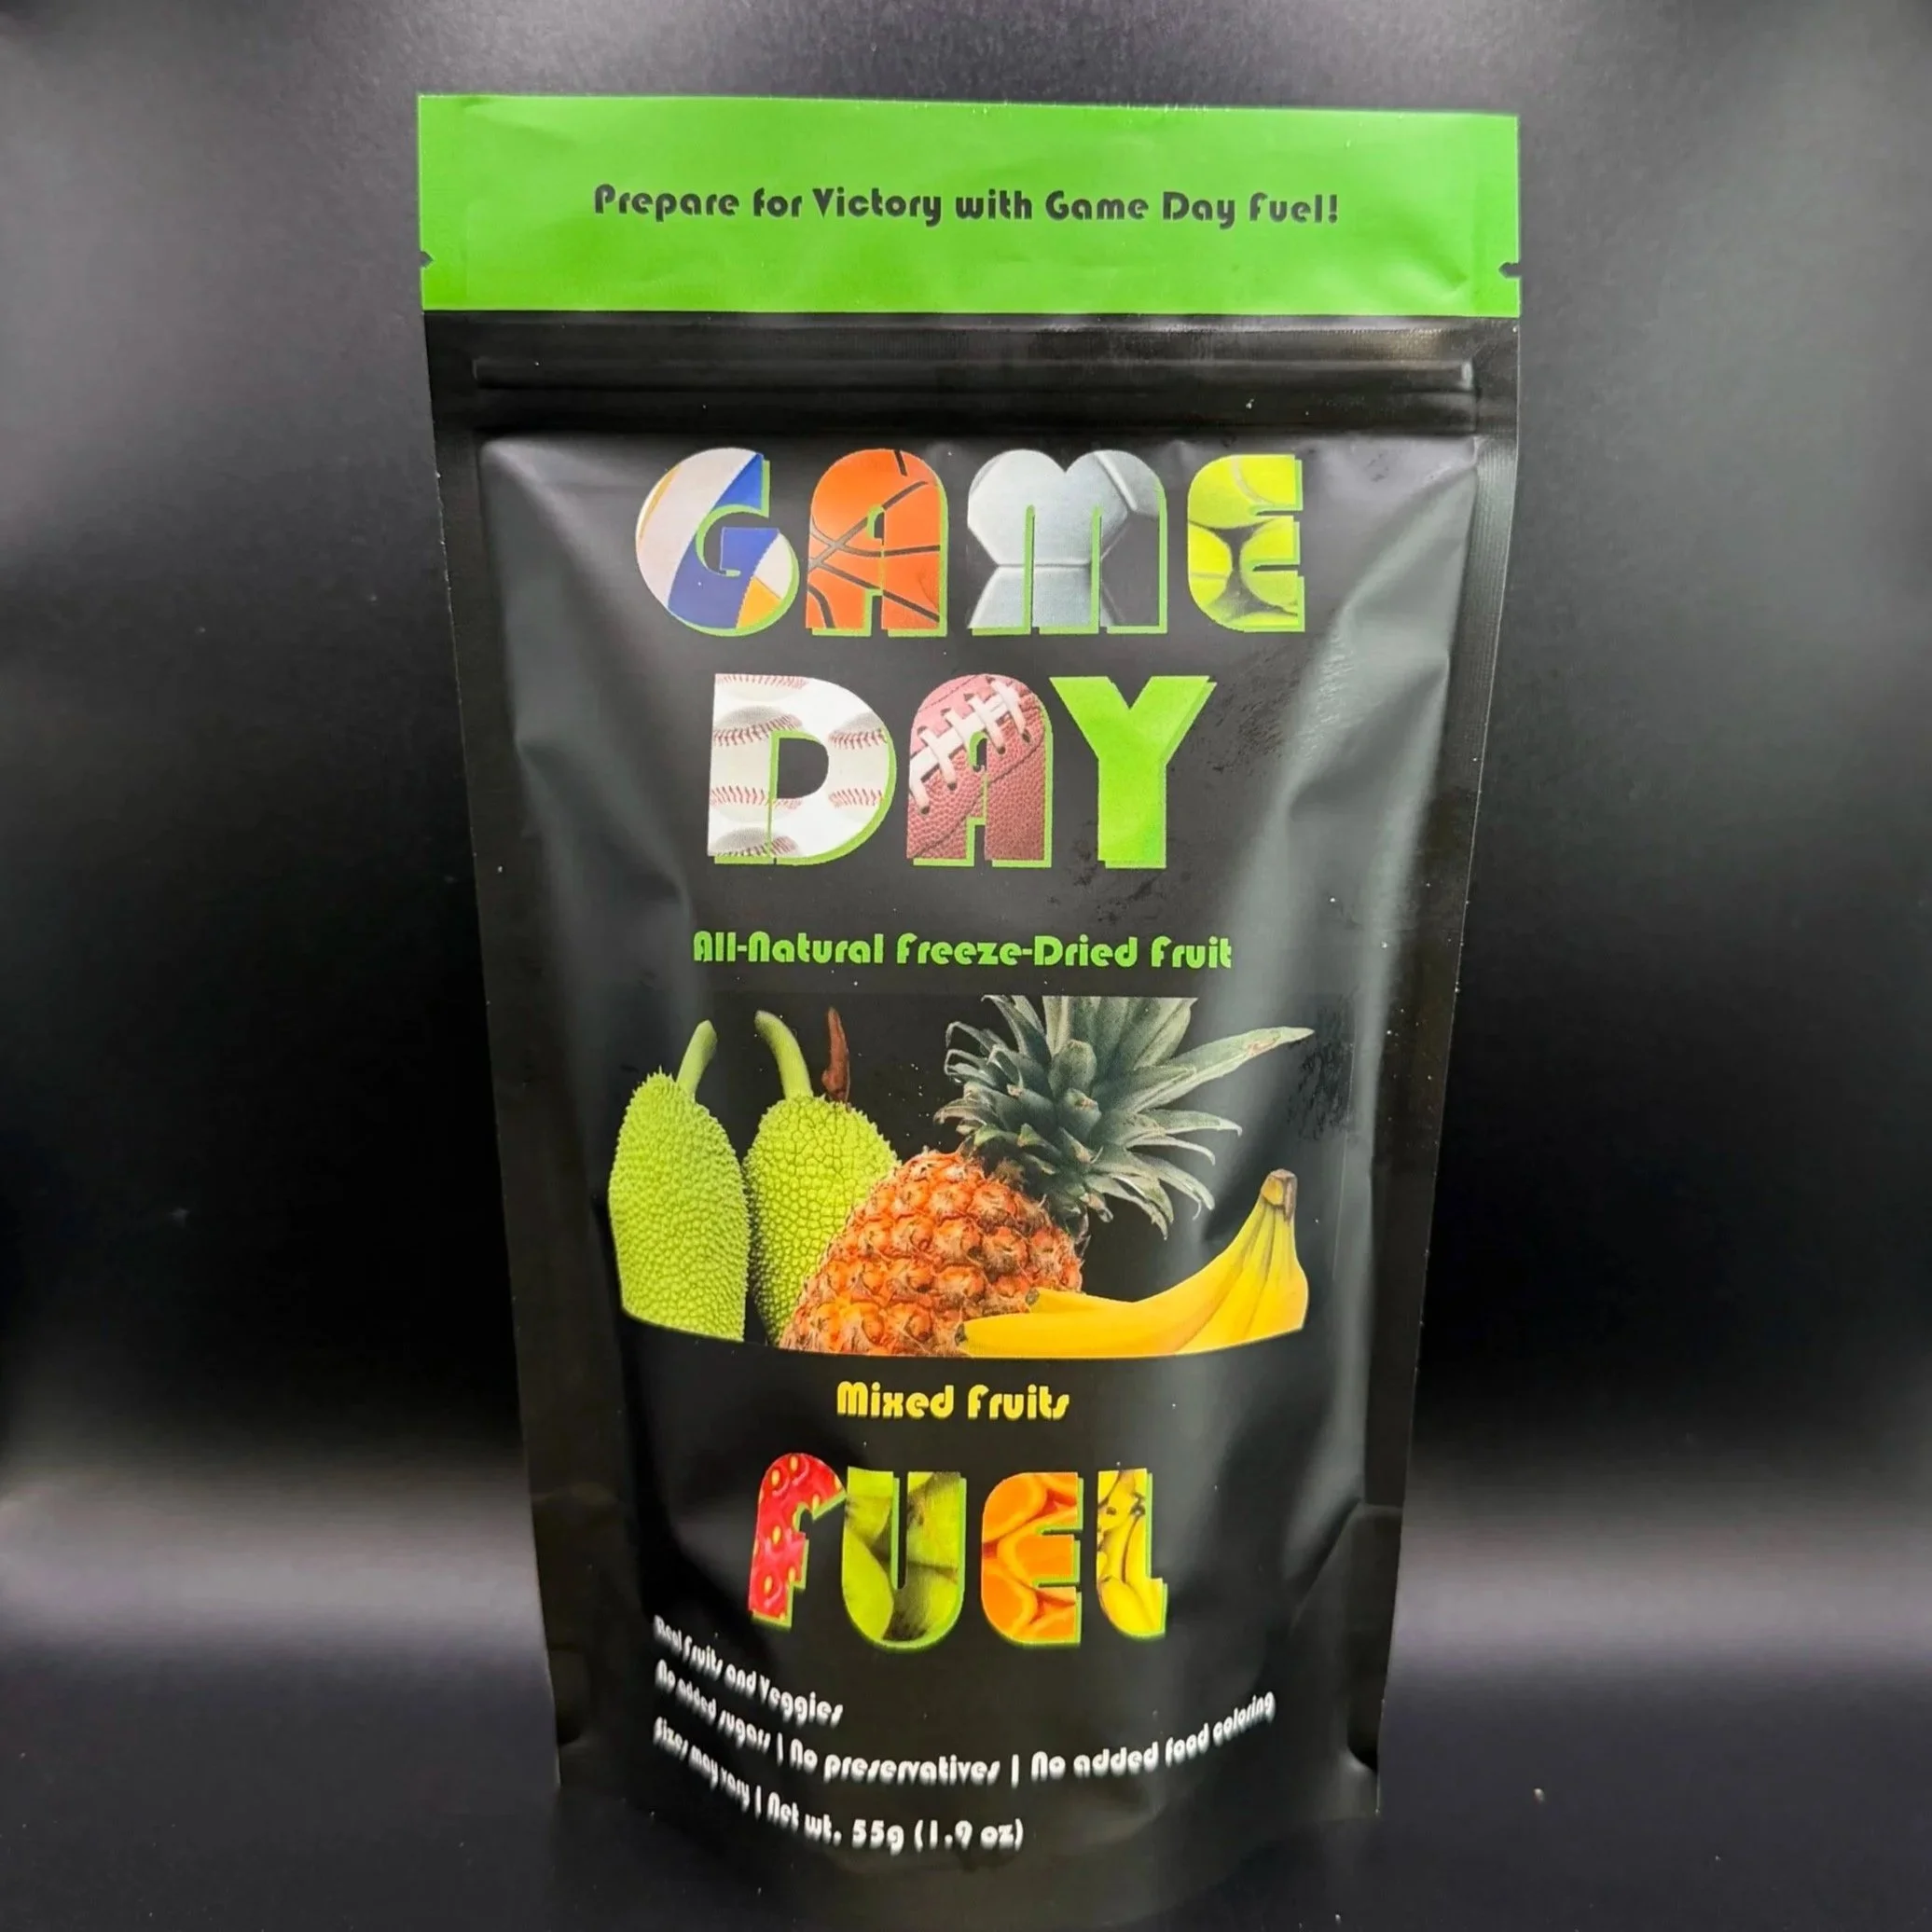 Prepare for Victory with Game Day Fuel!
GAME
DAY
All-Natural Freeze-Dried Fruit
Mixed Fruits
FUEL
Real Fruits and Veggies
No added sugars | No preservatives | No added food coloring
Sizes may vary | Net wt. 55g (1.9 oz)